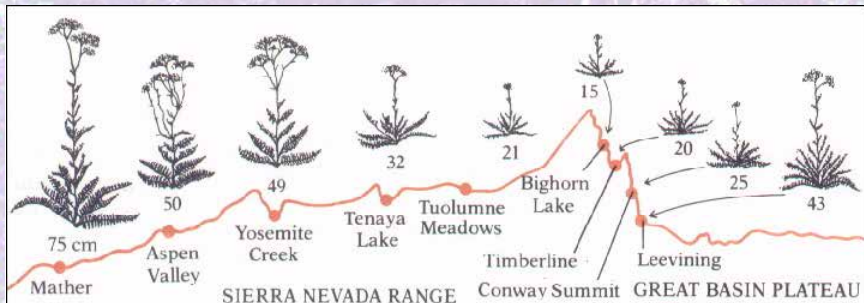 15
20
21
32
25
49
50
43
75 cm
Bighorn
Lake
Tuolumne
Meadows
Tenaya
Lake
Yosemite
Creek
Aspen
Valley
Mather
Timberline
Leevining
Conway Summit
SIERRA NEVADA RANGE
GREAT BASIN PLATEAU